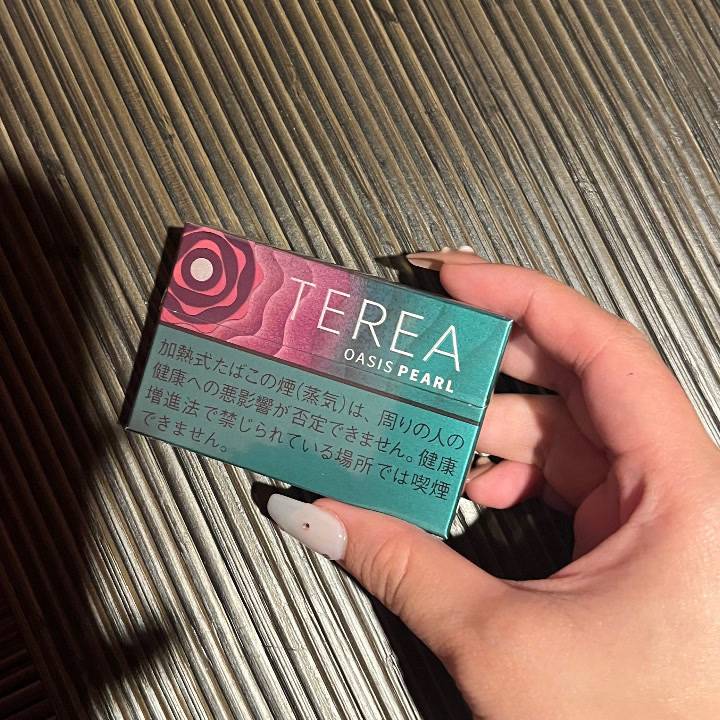 TEREA
OASIS PEARL
加熱式たばこの煙(蒸気)は、周りの人の
健康への悪影響が否定できません。健康
増進法で禁じられている場所では喫煙
できません。